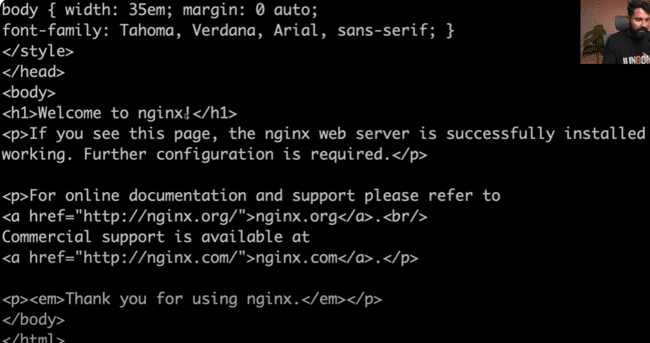 body { width: 35em; margin: 0 auto;
font-family: Tahoma, Verdana, Arial, sans-serif; }
</style>
</head>
<body>
<h1>Welcome to nginx!</h1>
<p>If you see this page, the nginx web server is successfully installed
working. Further configuration is required.</p>

<p>For online documentation and support please refer to
<a href="http://nginx.org/">nginx.org</a>.<br/>
Commercial support is available at
<a href="http://nginx.com/">nginx.com</a>.</p>

<p><em>Thank you for using nginx.</em></p>
</body>
</html>